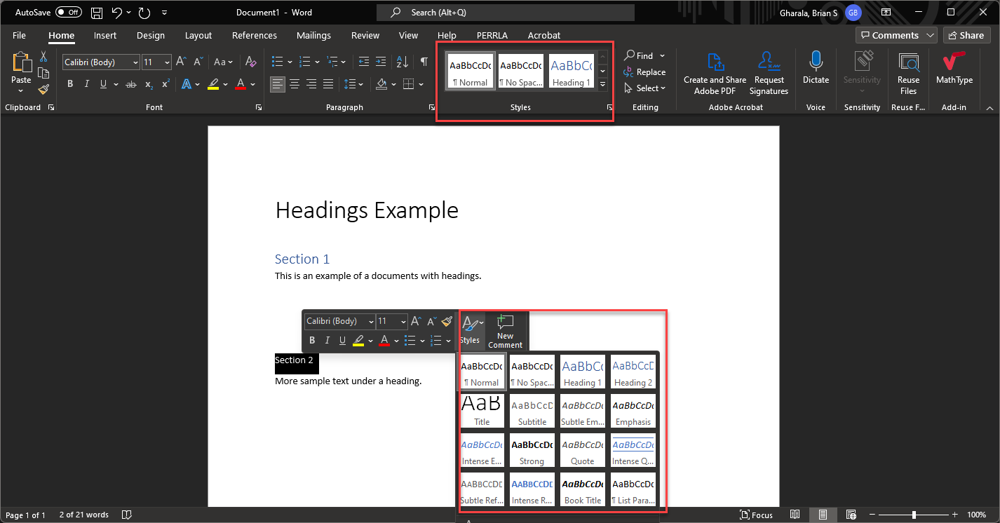 AutoSave Off Document1 - Word Search (Alt+Q) Gharala, Brian S GB
File Home Insert Design Layout References Mailings Review View Help PERRLA Acrobat Comments Share
Paste
Clipboard
Calibri (Body) 11 A A Aa A
B I U ab x₂ x² A A
Font
Paragraph
AaBbCcDc AaBbCcDc AaBbCc
¶ Normal ¶ No Spac... Heading 1
Styles
Find
Replace
Select
Editing
Create and Share
Adobe PDF
Request
Signatures
Adobe Acrobat
Dictate
Voice
Sensitivity
Sensitivity
Reuse
Files
Reuse F...
MathType
Add-in
Headings Example
Section 1
This is an example of a documents with headings.
Calibri (Body) 11 A A
B I U A
Styles
New
Comment
Section 2
More sample text under a heading.
AaBbCcDc AaBbCcDc AaBbCc AaBbCcD
¶ Normal ¶ No Spac... Heading 1 Heading 2
AaB AaBbCcD AaBbCcDc AaBbCcDc
Title Subtitle Subtle Em... Emphasis
AaBbCcDc AaBbCcDc AaBbCcDc AaBbCcDc
Intense E... Strong Quote Intense Q...
AaBbCcDd AaBbCcDd AaBbCcDc AaBbCcDc
Subtle Ref... Intense R... Book Title ¶ List Para...
Page 1 of 1 2 of 21 words Focus 100%